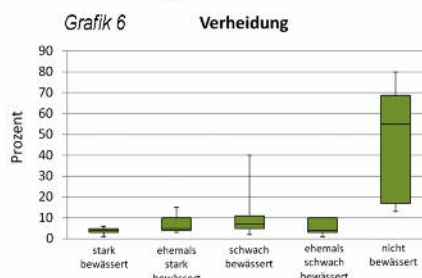 Grafik 6 Verheidung
90
80
70
60
50
40
30
20
10
0
Prozent
stark ehemals schwach ehemals nicht
bewässert stark bewässert schwach bewässert
bewässert bewässert